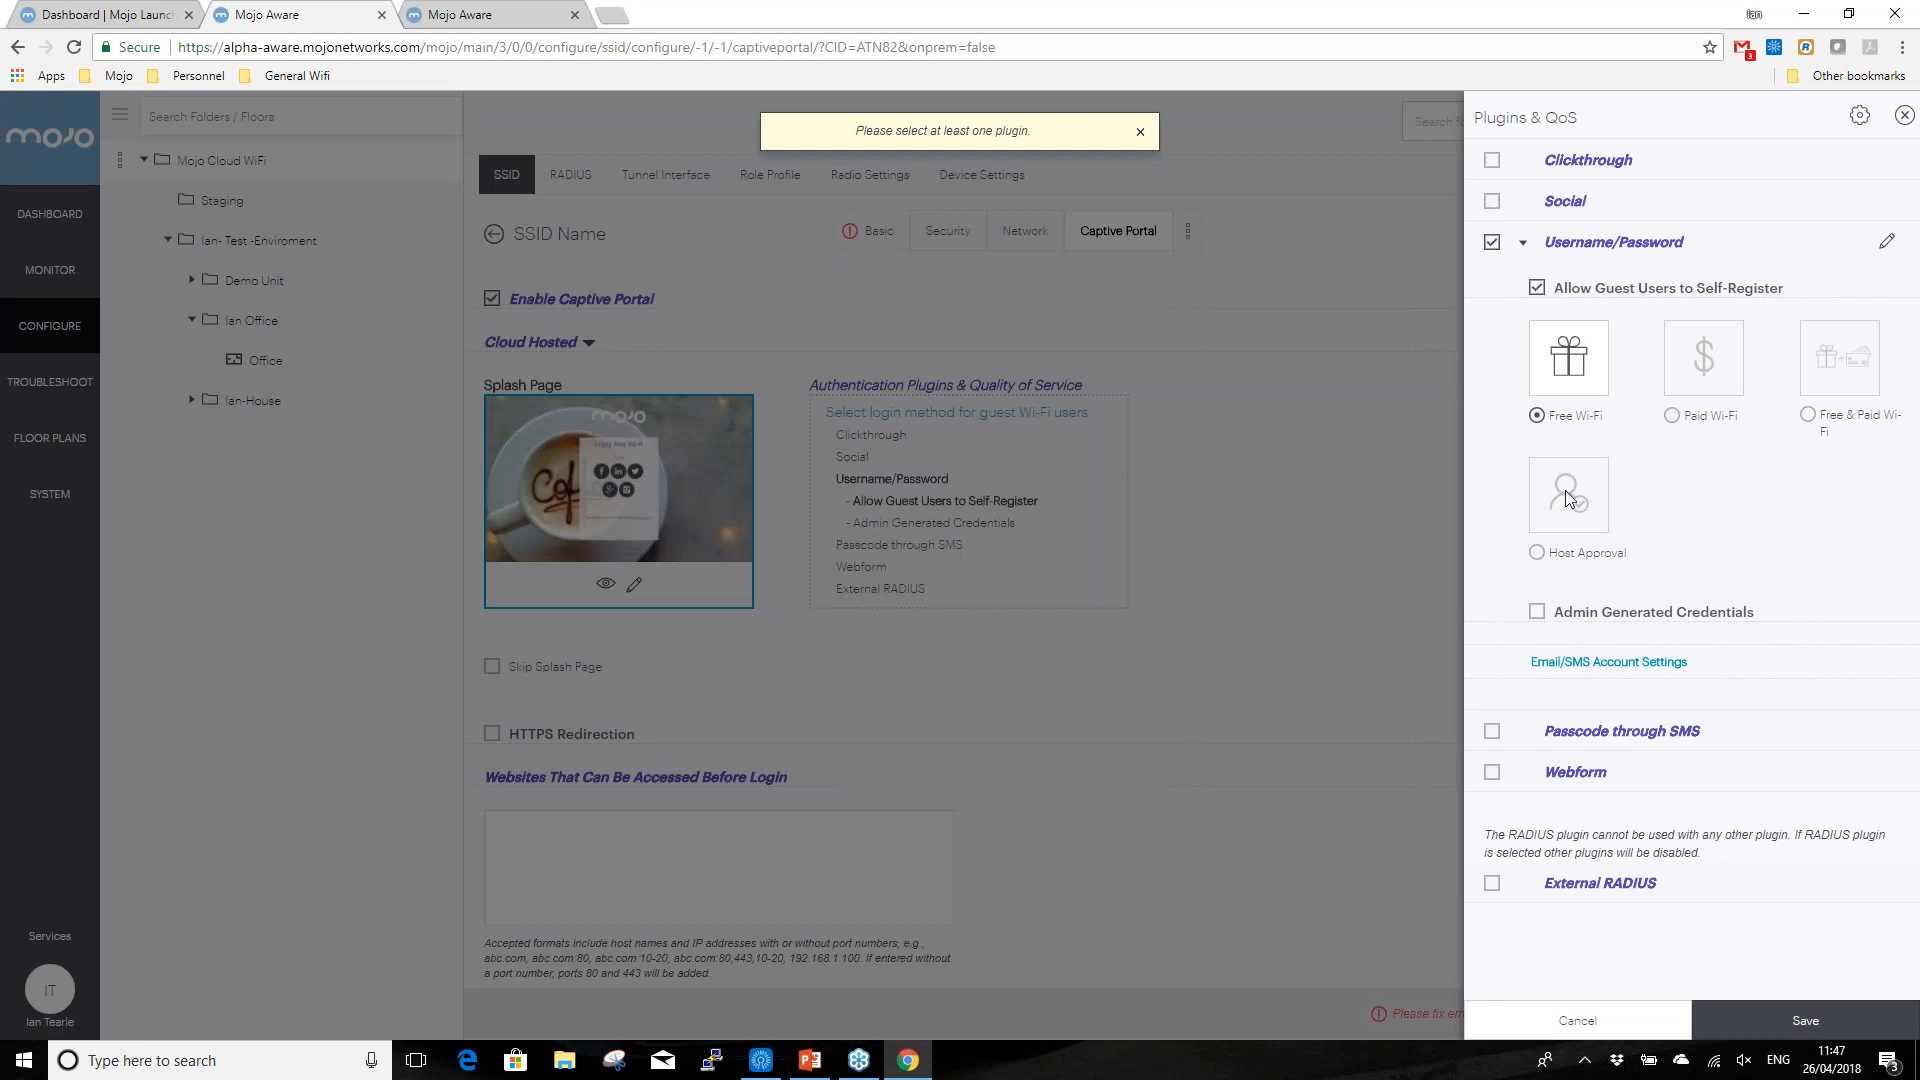 Dashboard | Mojo Launch
Mojo Aware
Mojo Aware
Ian
Secure
https://alpha-aware.mojonetworks.com/mojo/main/3/0/0/configure/ssid/configure/-1/-1/captiveportal/?CID=ATN82&onprem=false
3
Apps
Mojo
Personnel
General Wifi
Other bookmarks
mojo
DASHBOARD
MONITOR
CONFIGURE
TROUBLESHOOT
FLOOR PLANS
SYSTEM
Services
IT
Ian Tearle
Search Folders / Floors
Mojo Cloud WiFi
Staging
Ian- Test -Enviroment
Demo Unit
Ian Office
Office
Ian-House
Please select at least one plugin.
SSID
RADIUS
Tunnel Interface
Role Profile
Radio Settings
Device Settings
Search fo
SSID Name
Basic
Security
Network
Captive Portal
Enable Captive Portal
Cloud Hosted
Splash Page
mojo
Enjoy free Wi-Fi
Skip Splash Page
HTTPS Redirection
Websites That Can Be Accessed Before Login
Accepted formats include host names and IP addresses with or without port numbers, e.g.,
abc.com, abc.com:80, abc.com:10-20, abc.com:80,443,10-20, 192.168.1.100. If entered without
a port number, ports 80 and 443 will be added.
Authentication Plugins & Quality of Service
Select login method for guest Wi-Fi users
Clickthrough
Social
Username/Password
- Allow Guest Users to Self-Register
- Admin Generated Credentials
Passcode through SMS
Webform
External RADIUS
Please fix err
Plugins & QoS
Clickthrough
Social
Username/Password
Allow Guest Users to Self-Register
Free Wi-Fi
Paid Wi-Fi
Free & Paid Wi-
Fi
Host Approval
Admin Generated Credentials
Email/SMS Account Settings
Passcode through SMS
Webform
The RADIUS plugin cannot be used with any other plugin. If RADIUS plugin
is selected other plugins will be disabled.
External RADIUS
Cancel
Save
Type here to search
ENG
11:47
26/04/2018
3